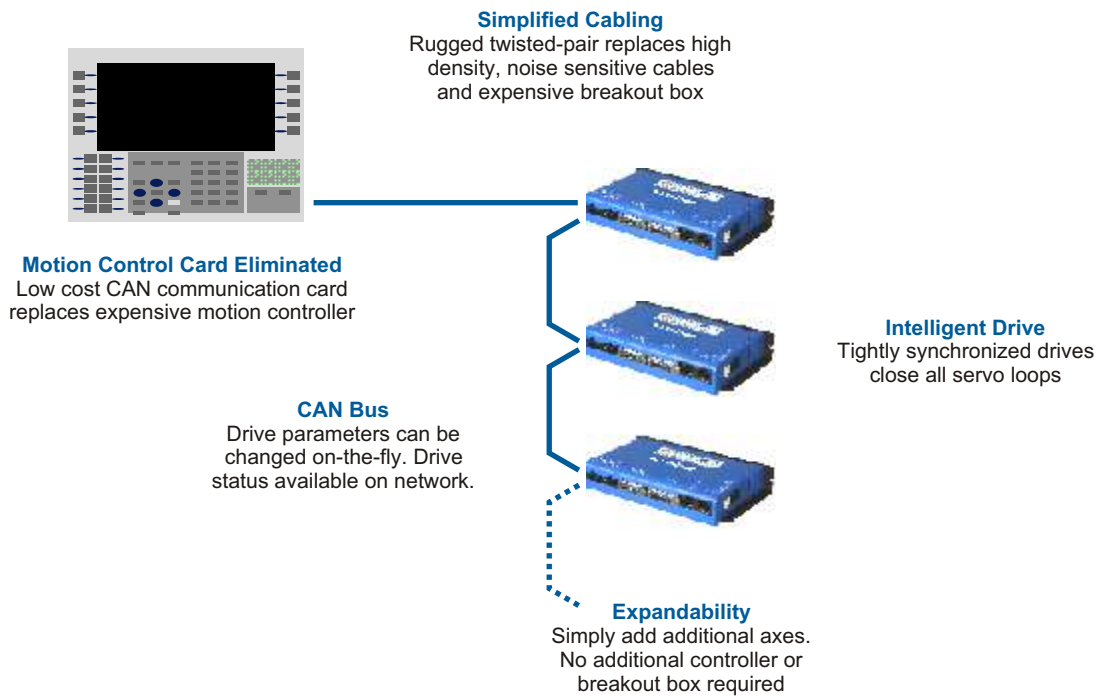 Simplified Cabling
Rugged twisted-pair replaces high
density, noise sensitive cables
and expensive breakout box
Motion Control Card Eliminated
Low cost CAN communication card
replaces expensive motion controller
Intelligent Drive
Tightly synchronized drives
close all servo loops
CAN Bus
Drive parameters can be
changed on-the-fly. Drive
status available on network.
Expandability
Simply add additional axes.
No additional controller or
breakout box required